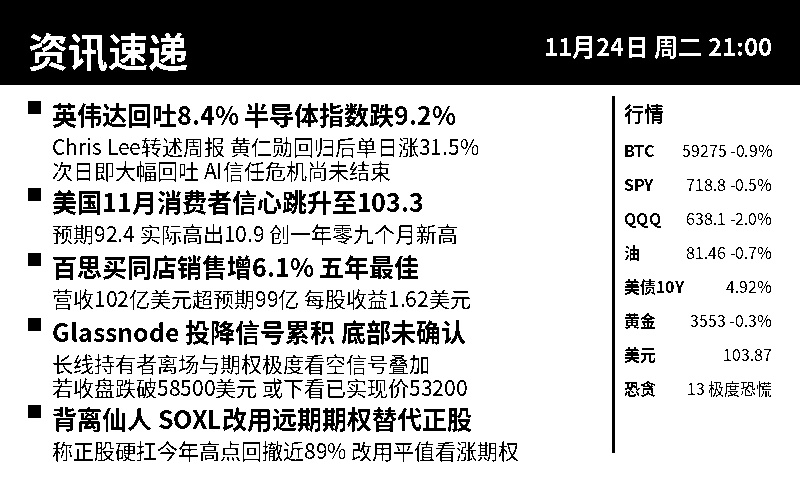 资讯速递
11月24日 周二 21:00
英伟达回吐8.4% 半导体指数跌9.2%
Chris Lee转述周报 黄仁勋回归后单日涨31.5%
次日即大幅回吐 AI信任危机尚未结束
美国11月消费者信心跳升至103.3
预期92.4 实际高出10.9 创一年零九个月新高
百思买同店销售增6.1% 五年最佳
营收102亿美元超预期99亿 每股收益1.62美元
Glassnode 投降信号累积 底部未确认
长线持有者离场与期权极度看空信号叠加
若收盘跌破58500美元 或下看已实现价53200
背离仙人 SOXL改用远期期权替代正股
称正股硬扛今年高点回撤近89% 改用平值看涨期权
行情
BTC 59275 -0.9%
SPY 718.8 -0.5%
QQQ 638.1 -2.0%
油 81.46 -0.7%
美债10Y 4.92%
黄金 3553 -0.3%
美元 103.87
恐贪 13 极度恐慌